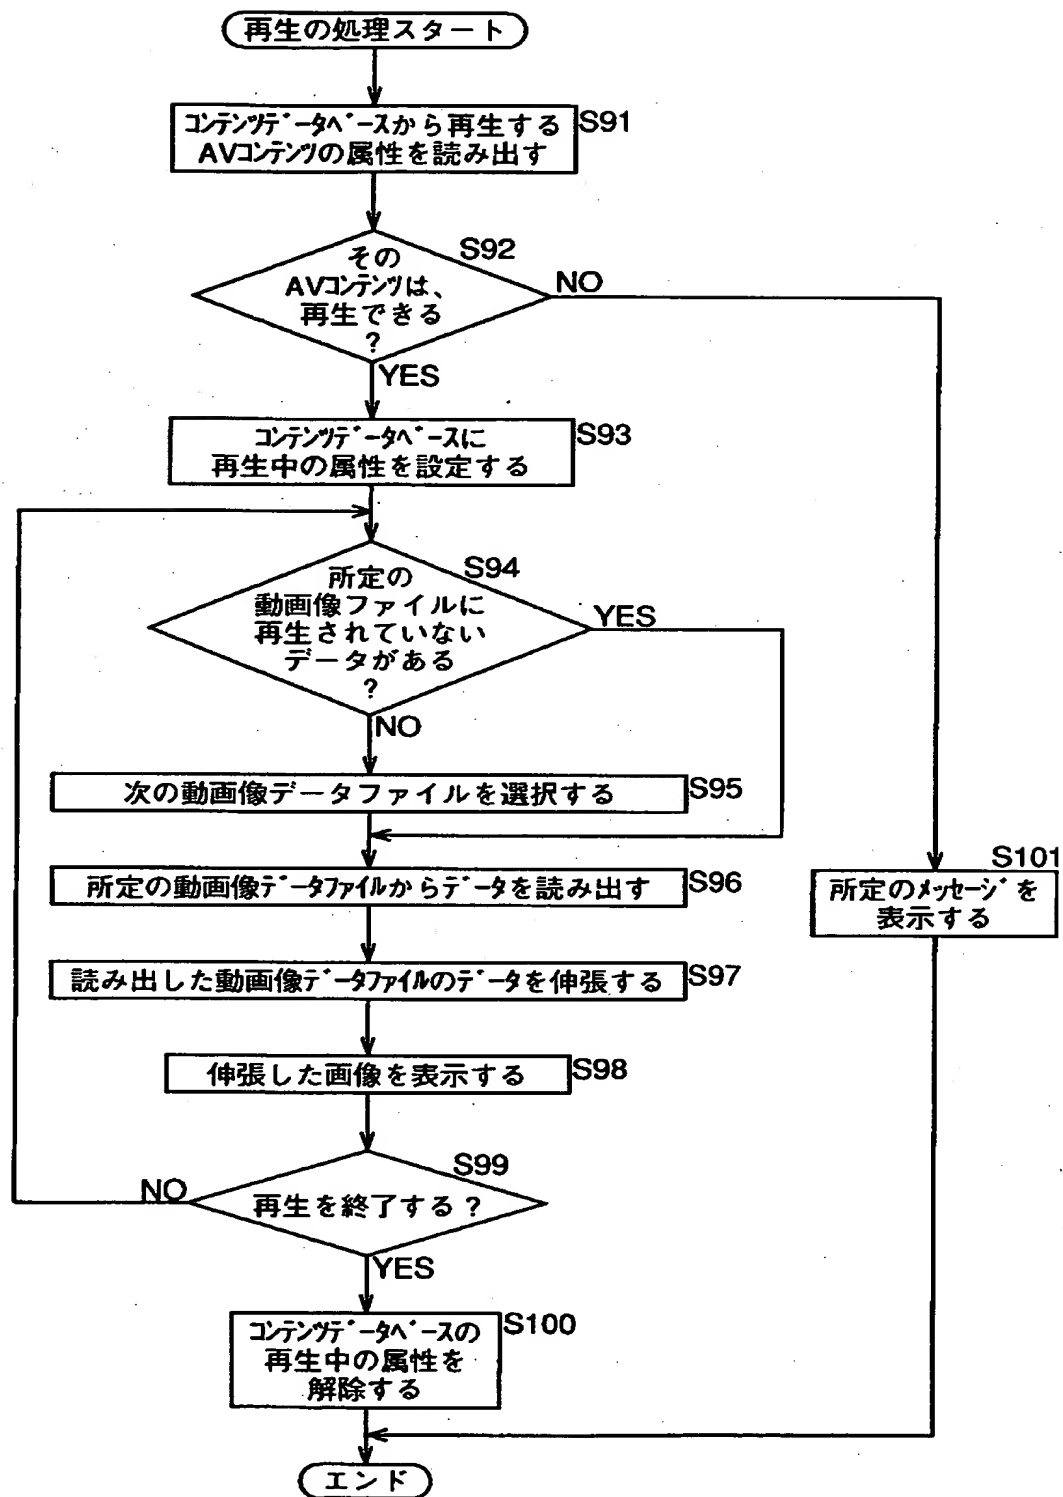 再生の処理スタート
コンテンツデータベースから再生する
AVコンテンツの属性を読み出す
S91
その
AVコンテンツは、
再生できる
?
S92
NO
YES
コンテンツデータベースに
再生中の属性を設定する
S93
所定の
動画像ファイルに
再生されていない
データがある
?
S94
YES
NO
次の動画像データファイルを選択する
S95
所定の動画像データファイルからデータを読み出す
S96
S101
所定のメッセージを
表示する
読み出した動画像データファイルのデータを伸張する
S97
伸張した画像を表示する
S98
再生を終了する?
S99
NO
YES
コンテンツデータベースの
再生中の属性を
解除する
S100
エンド